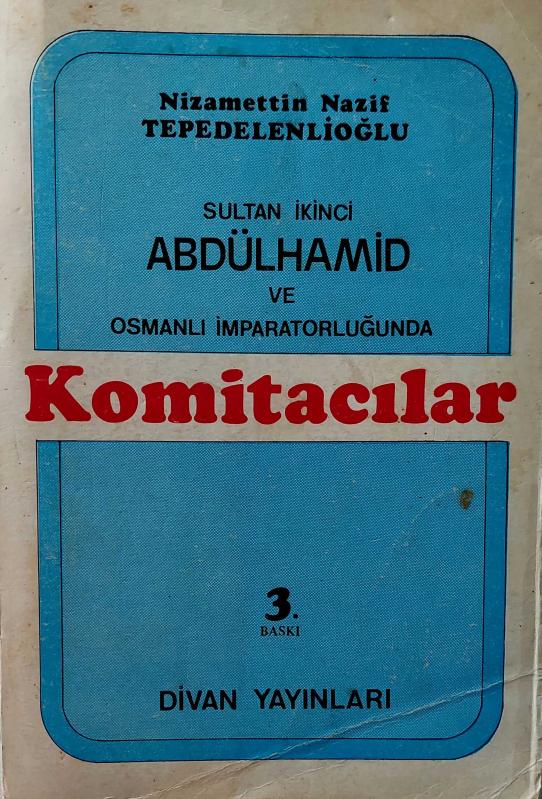 Nizamettin Nazif
TEPEDELENLİOĞLU
SULTAN İKİNCİ
ABDÜLHAMİD
VE
OSMANLI İMPARATORLUĞUNDA
Komitacılar
3.
BASKI
DİVAN YAYINLARI